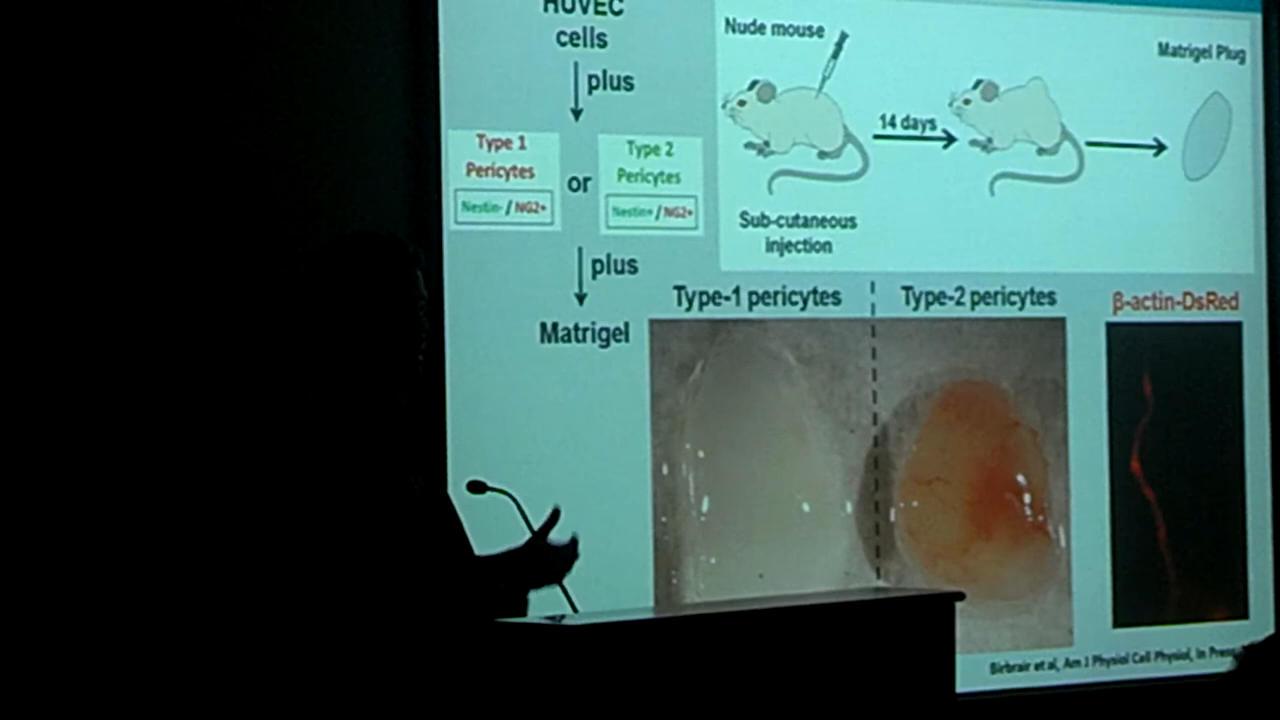 HUVEC
cells
plus
Type 1
Pericytes
Nestin- / NG2+
or
Type 2
Pericytes
Nestin+ / NG2+
plus
Matrigel
Nude mouse
14 days
Matrigel Plug
Sub-cutaneous
injection
Type-1 pericytes
Type-2 pericytes
β-actin-DsRed
Birbrair et al, Am J Physiol Cell Physiol, In Press